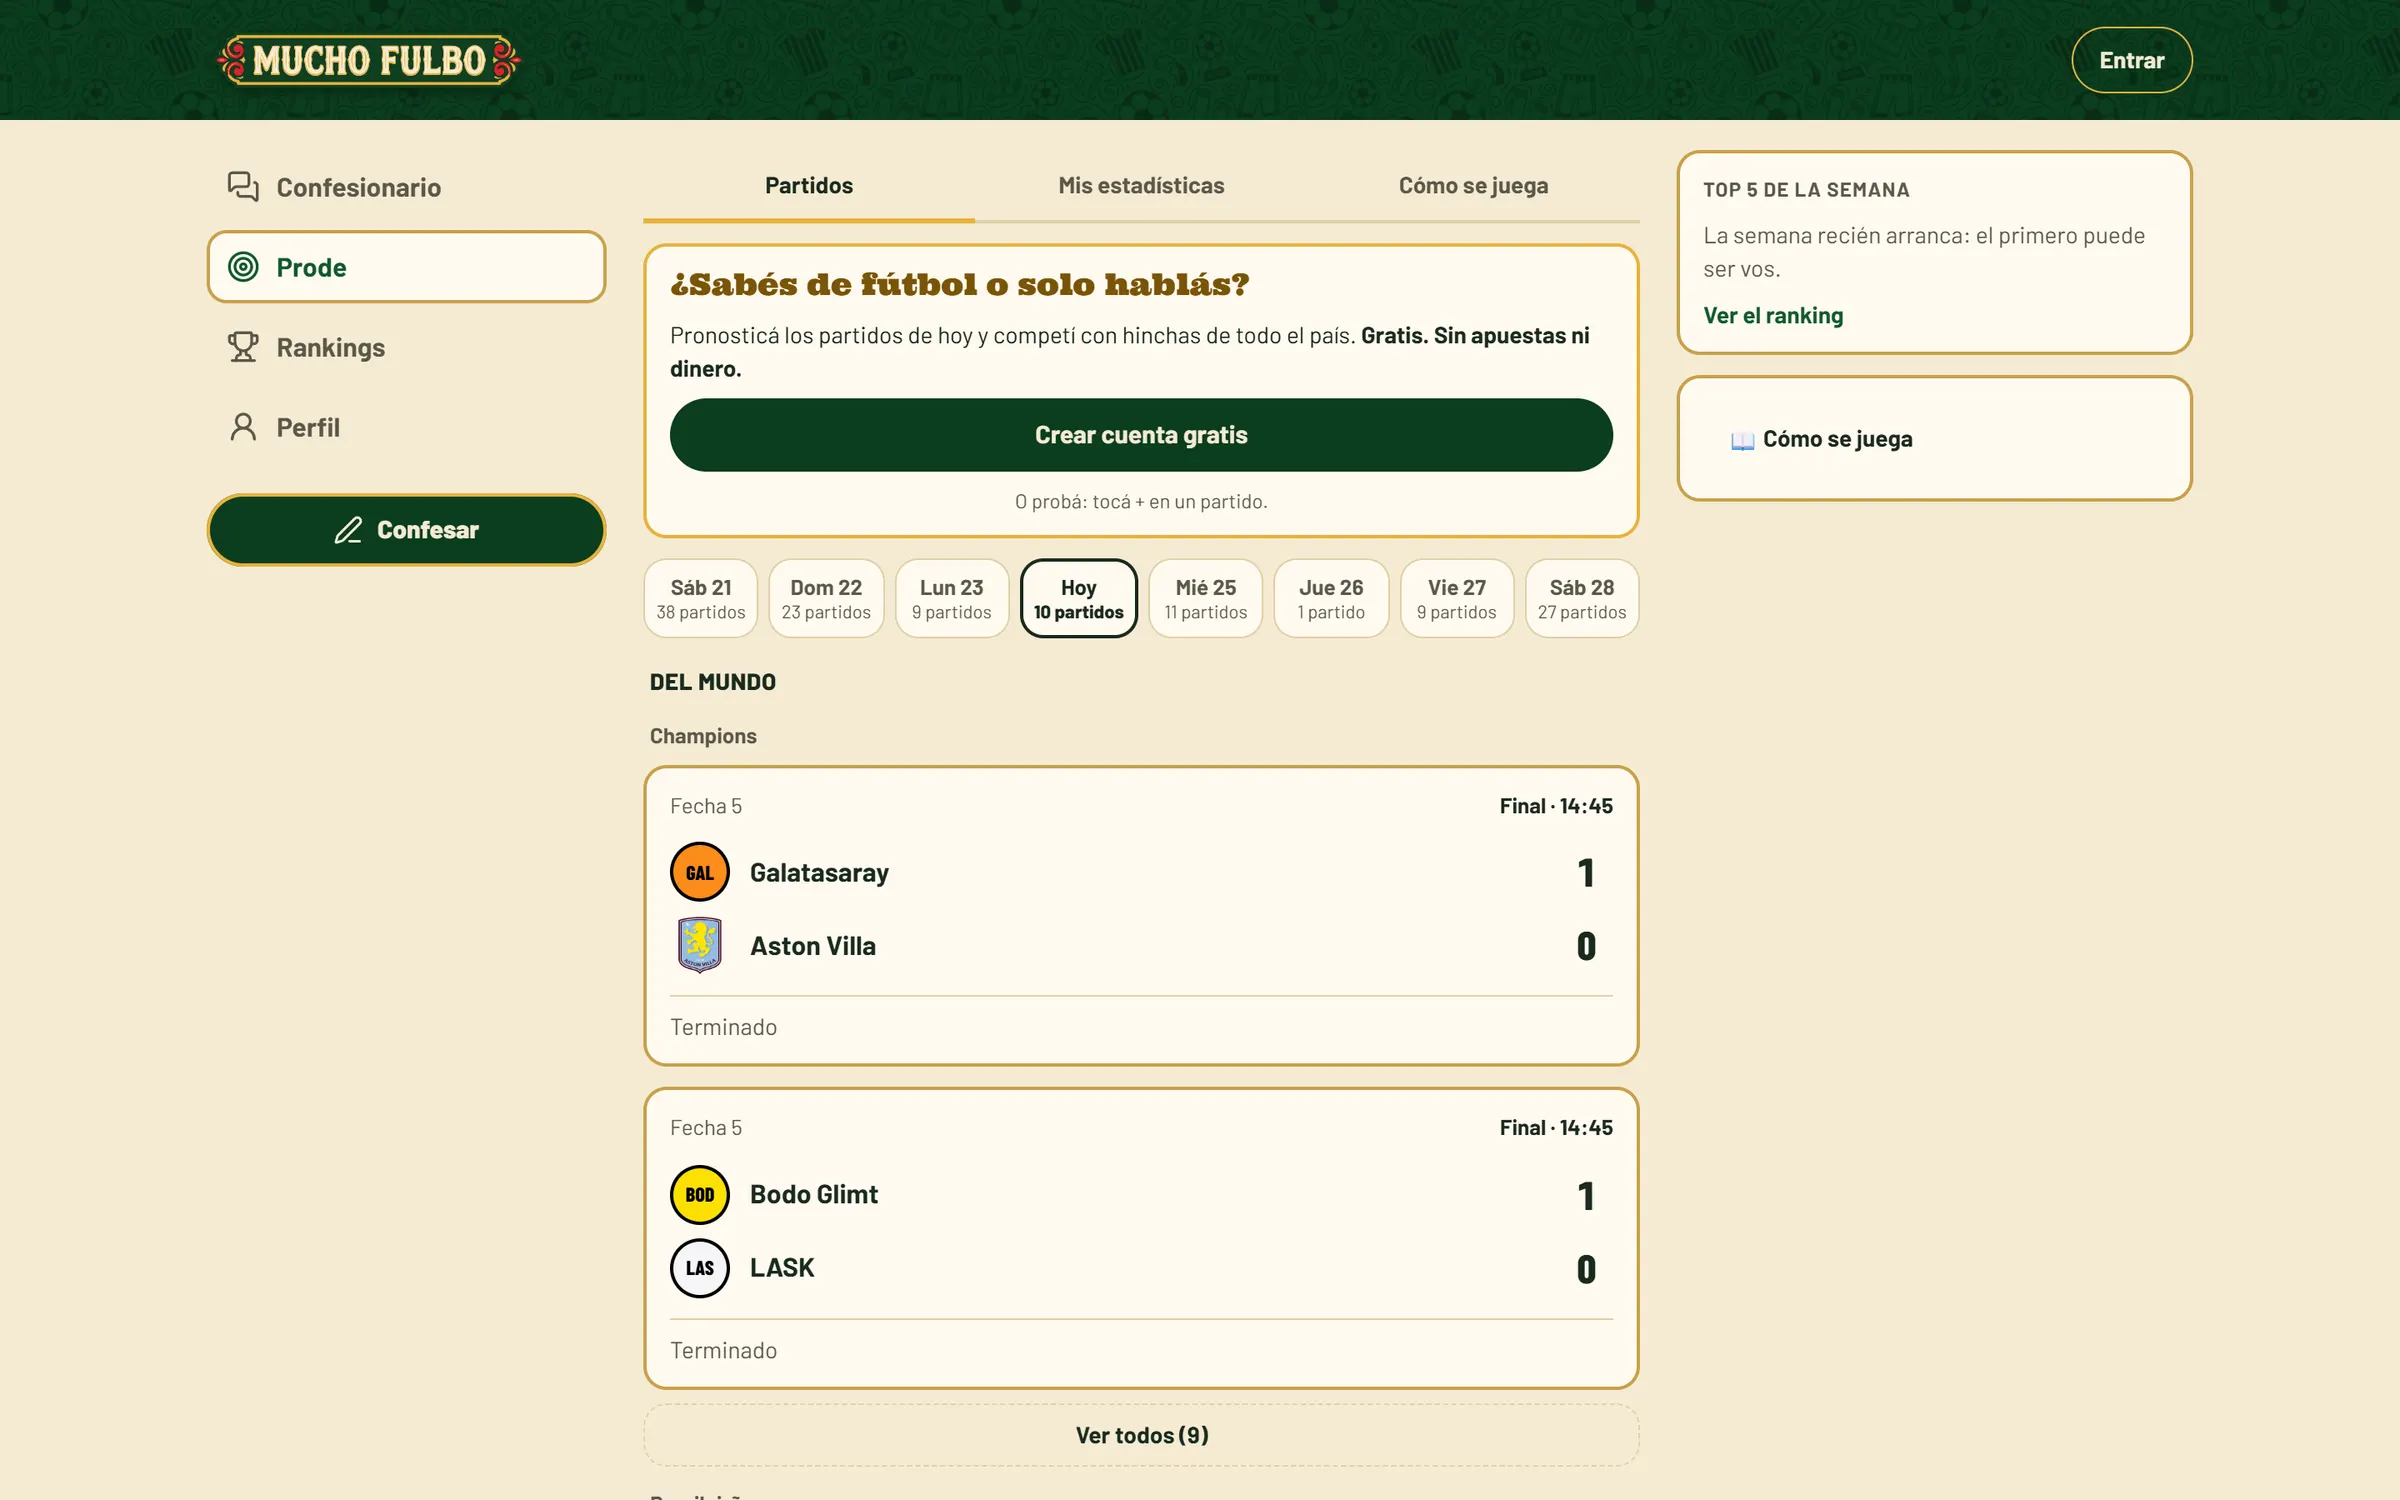 MUCHO FULBO
Entrar
Confesionario
Prode
Rankings
Perfil
Confesar
Partidos
Mis estadísticas
Cómo se juega
¿Sabés de fútbol o solo hablás?
Pronosticá los partidos de hoy y competí con hinchas de todo el país. Gratis. Sin apuestas ni
dinero.
Crear cuenta gratis
O probá: tocá + en un partido.
Sáb 21
38 partidos
Dom 22
23 partidos
Lun 23
9 partidos
Hoy
10 partidos
Mié 25
11 partidos
Jue 26
1 partido
Vie 27
9 partidos
Sáb 28
27 partidos
DEL MUNDO
Champions
Fecha 5
Final · 14:45
GAL
Galatasaray
1
ASTON VILLA
Aston Villa
0
Terminado
Fecha 5
Final · 14:45
BOD
Bodo Glimt
1
LAS
LASK
0
Terminado
Ver todos (9)
TOP 5 DE LA SEMANA
La semana recién arranca: el primero puede
ser vos.
Ver el ranking
Cómo se juega